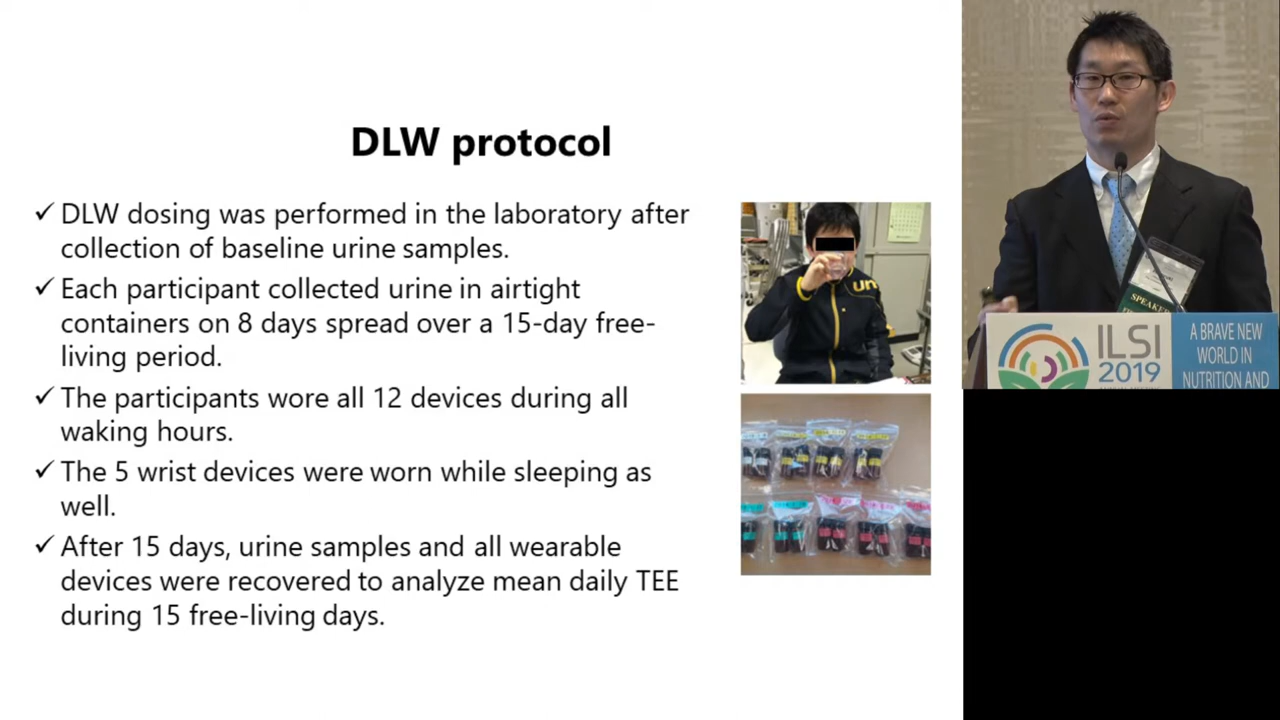 DLW protocol
✓ DLW dosing was performed in the laboratory after
collection of baseline urine samples.
✓ Each participant collected urine in airtight
containers on 8 days spread over a 15-day free-
living period.
✓ The participants wore all 12 devices during all
waking hours.
✓ The 5 wrist devices were worn while sleeping as
well.
✓ After 15 days, urine samples and all wearable
devices were recovered to analyze mean daily TEE
during 15 free-living days.
un
SPEAKER
ILSI
2019
A BRAVE NEW
WORLD IN
NUTRITION AND